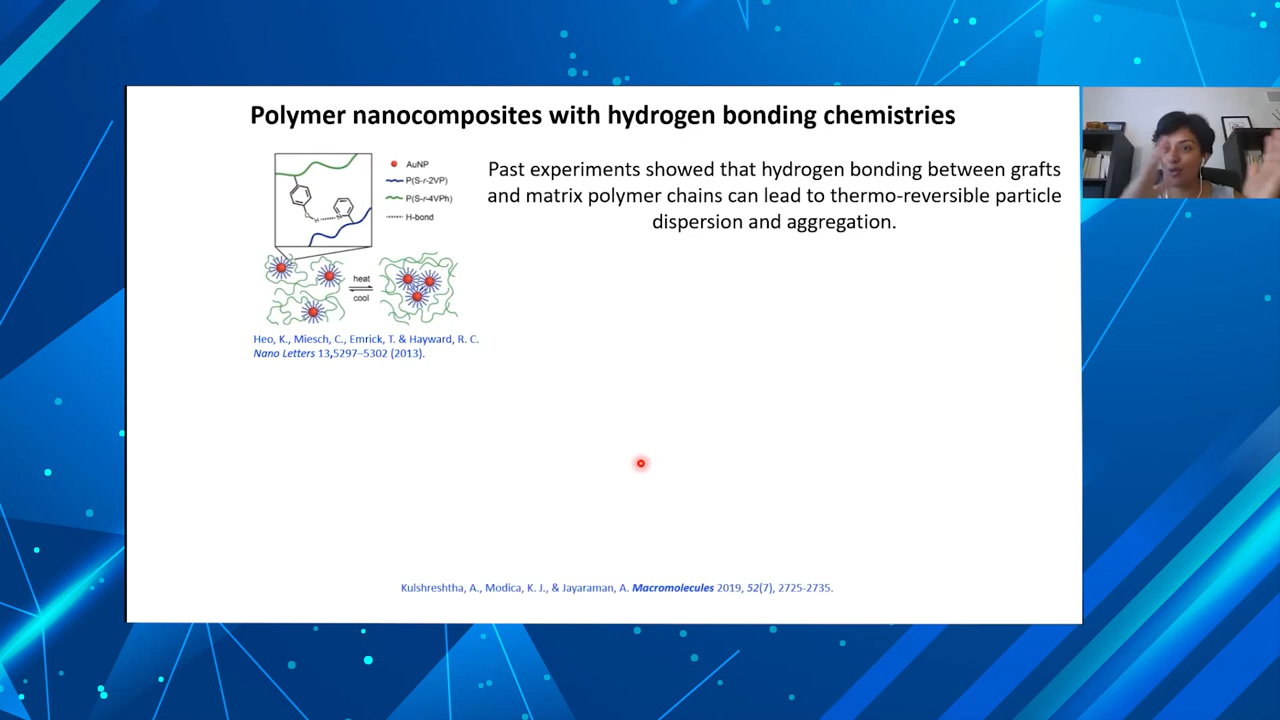 Polymer nanocomposites with hydrogen bonding chemistries
AuNP
P(S-r-2VP)
P(S-r-4VPh)
H-bond
H
N
heat
cool
Heo, K., Miesch, C., Emrick, T. & Hayward, R. C.
Nano Letters 13,5297–5302 (2013).
Past experiments showed that hydrogen bonding between grafts
and matrix polymer chains can lead to thermo-reversible particle
dispersion and aggregation.
Kulshreshtha, A., Modica, K. J., & Jayaraman, A. Macromolecules 2019, 52(7), 2725-2735.